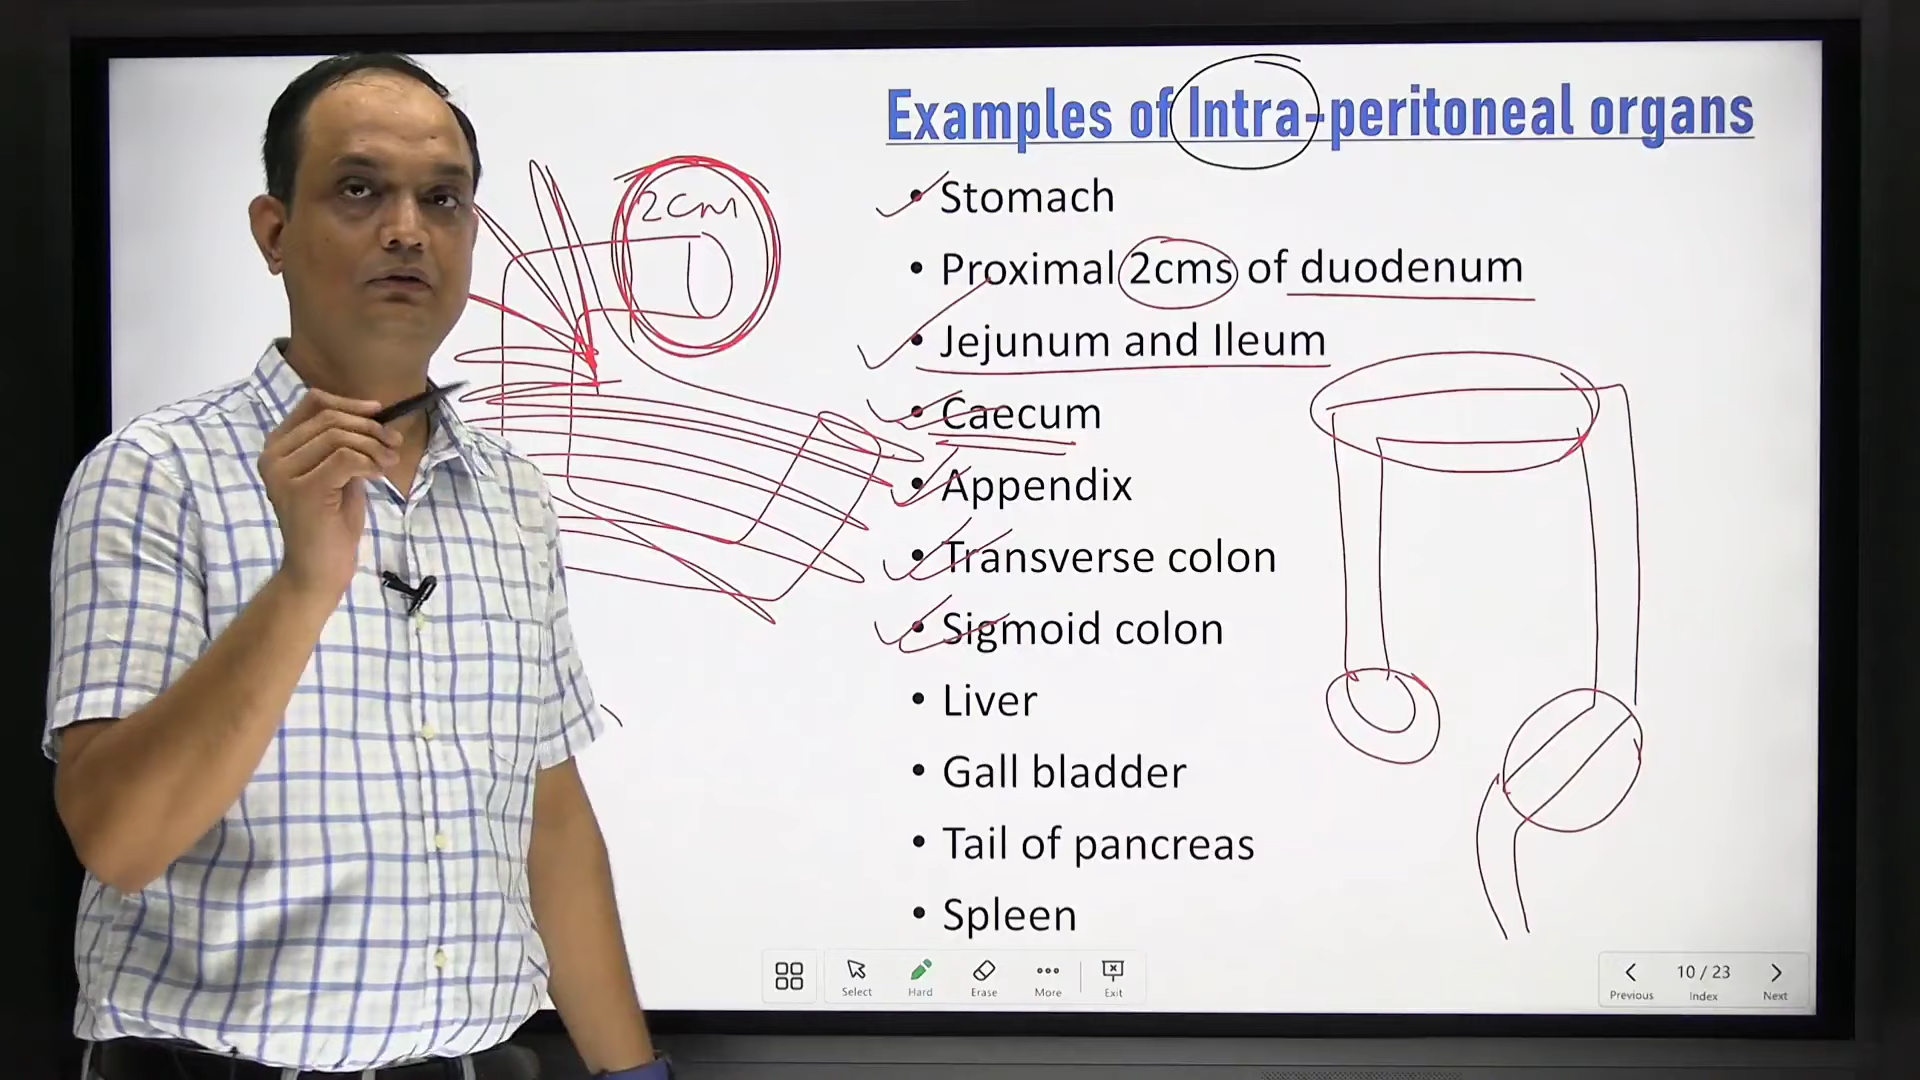 Examples of Intra-peritoneal organs
2cm
• Stomach
• Proximal 2cms of duodenum
• Jejunum and Ileum
• Caecum
• Appendix
• Transverse colon
• Sigmoid colon
• Liver
• Gall bladder
• Tail of pancreas
• Spleen
Select
Hard
Erase
More
Exit
10 / 23
Previous
Index
Next